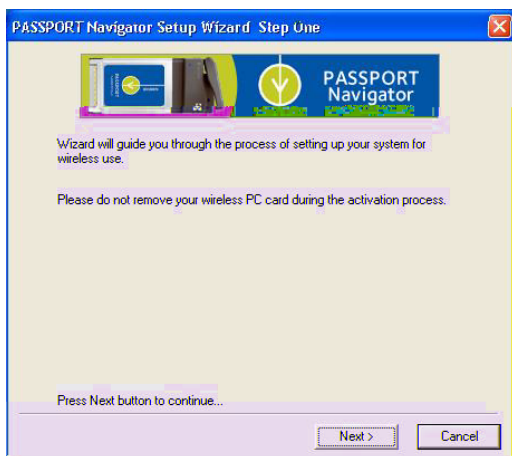 PASSPORT Navigator Setup Wizard Step One
PASSPORT
Navigator
Wizard will guide you through the process of setting up your system for
wireless use.
Please do not remove your wireless PC card during the activation process.
Press Next button to continue...
Next >
Cancel